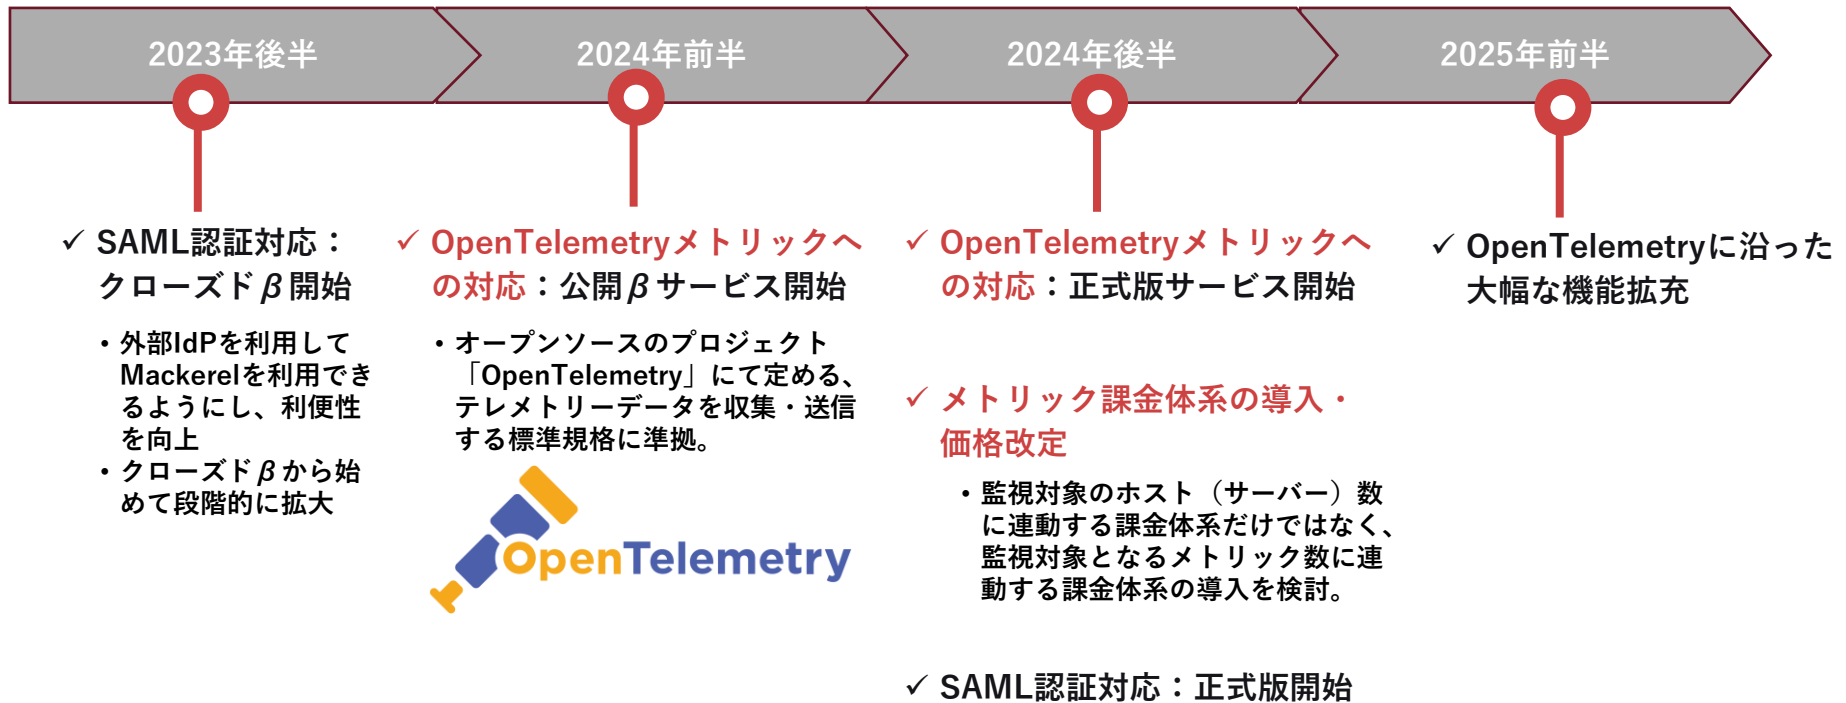 2023年後半
2024年前半
2024年後半
2025年前半
✓ SAML認証対応：
クローズドβ開始
・外部IdPを利用して
Mackerelを利用でき
るようにし、利便性
を向上
・クローズドβから始
めて段階的に拡大
✓ OpenTelemetryメトリックへ
の対応：公開βサービス開始
・オープンソースのプロジェクト
「OpenTelemetry」にて定める、
テレメトリーデータを収集・送信
する標準規格に準拠。
OpenTelemetry
✓ OpenTelemetryメトリックへ
の対応：正式版サービス開始
✓ メトリック課金体系の導入・
価格改定
・監視対象のホスト（サーバー）数
に連動する課金体系だけではなく、
監視対象となるメトリック数に連
動する課金体系の導入を検討。
✓ SAML認証対応：正式版開始
✓ OpenTelemetryに沿った
大幅な機能拡充